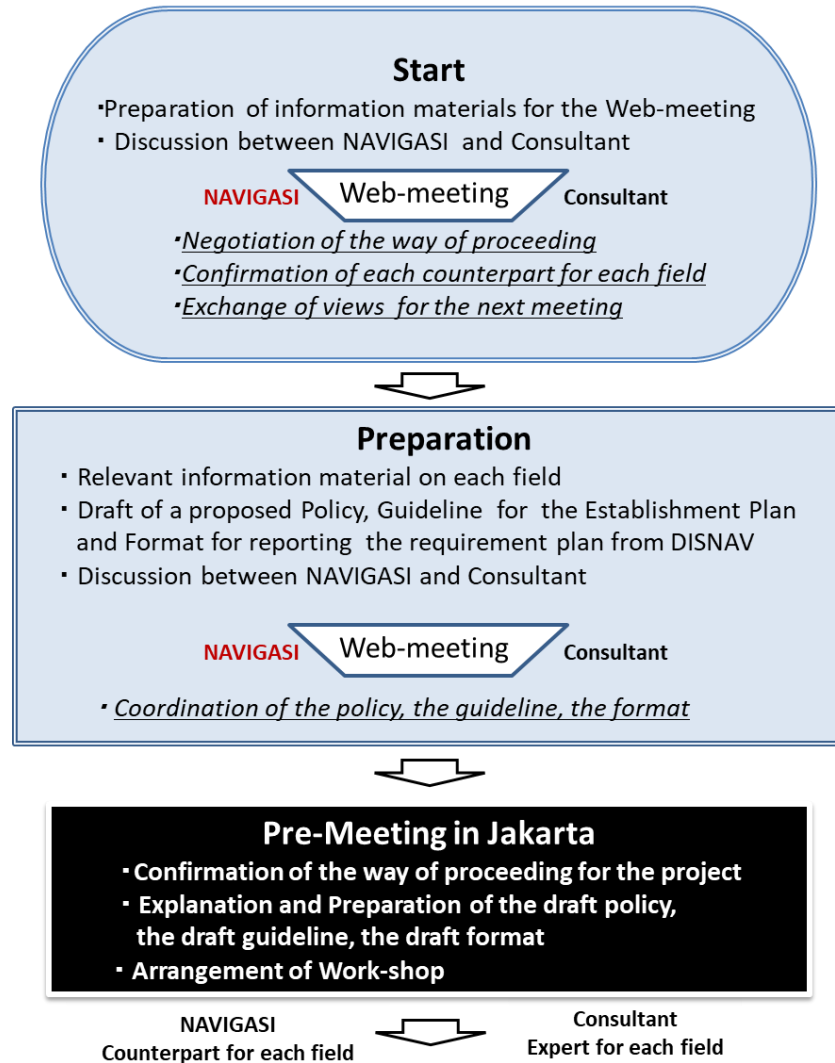 Start
・Preparation of information materials for the Web-meeting
・ Discussion between NAVIGASI and Consultant
NAVIGASI Web-meeting Consultant
・Negotiation of the way of proceeding
・Confirmation of each counterpart for each field
・Exchange of views for the next meeting
Preparation
・ Relevant information material on each field
・ Draft of a proposed Policy, Guideline for the Establishment Plan
and Format for reporting the requirement plan from DISNAV
・ Discussion between NAVIGASI and Consultant
NAVIGASI Web-meeting Consultant
・ Coordination of the policy, the guideline, the format
Pre-Meeting in Jakarta
・Confirmation of the way of proceeding for the project
・ Explanation and Preparation of the draft policy,
the draft guideline, the draft format
・ Arrangement of Work-shop
NAVIGASI
Counterpart for each field
Consultant
Expert for each field